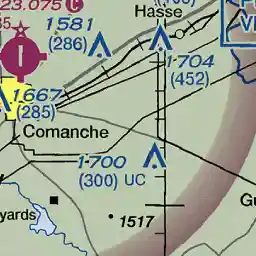 23.075 C
Hasse
1581
(286)
1704
(452)
1667
(285)
Comanche
1700
(300) UC
Gu
yards
1517